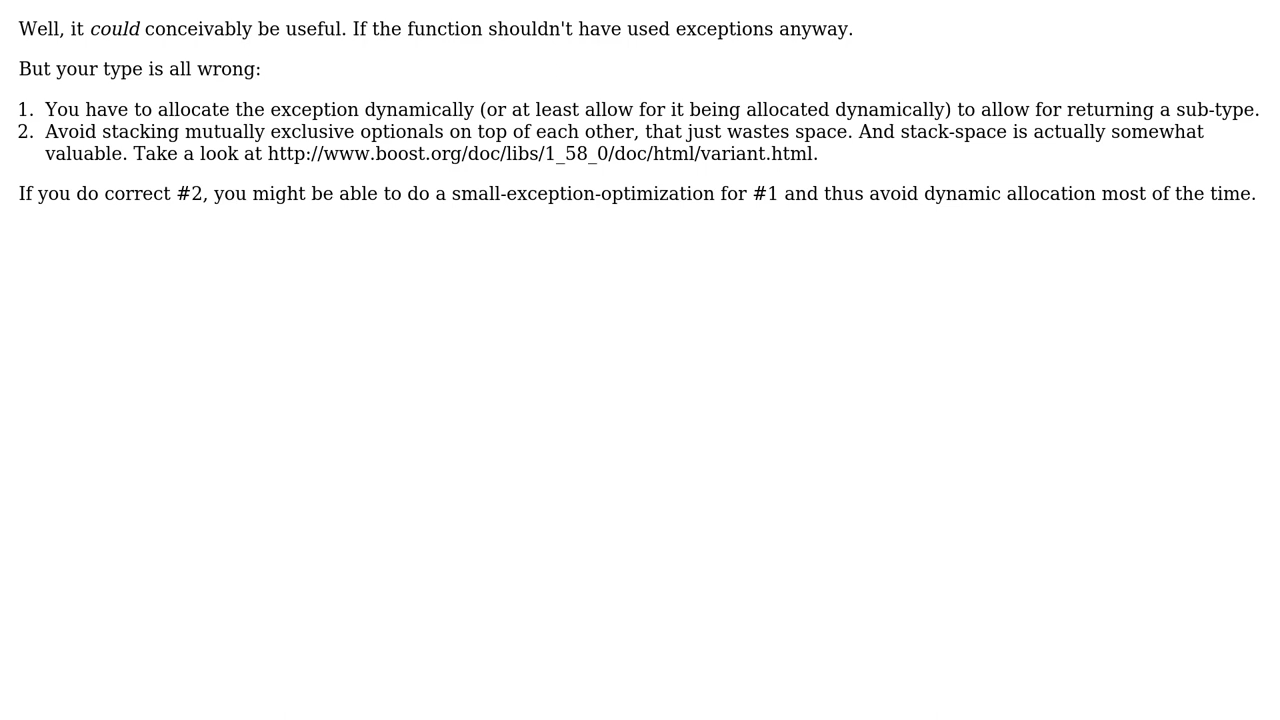 Well, it could conceivably be useful. If the function shouldn't have used exceptions anyway.
But your type is all wrong:
1. You have to allocate the exception dynamically (or at least allow for it being allocated dynamically) to allow for returning a sub-type.
2. Avoid stacking mutually exclusive optionals on top of each other, that just wastes space. And stack-space is actually somewhat
valuable. Take a look at http://www.boost.org/doc/libs/1_58_0/doc/html/variant.html.
If you do correct #2, you might be able to do a small-exception-optimization for #1 and thus avoid dynamic allocation most of the time.